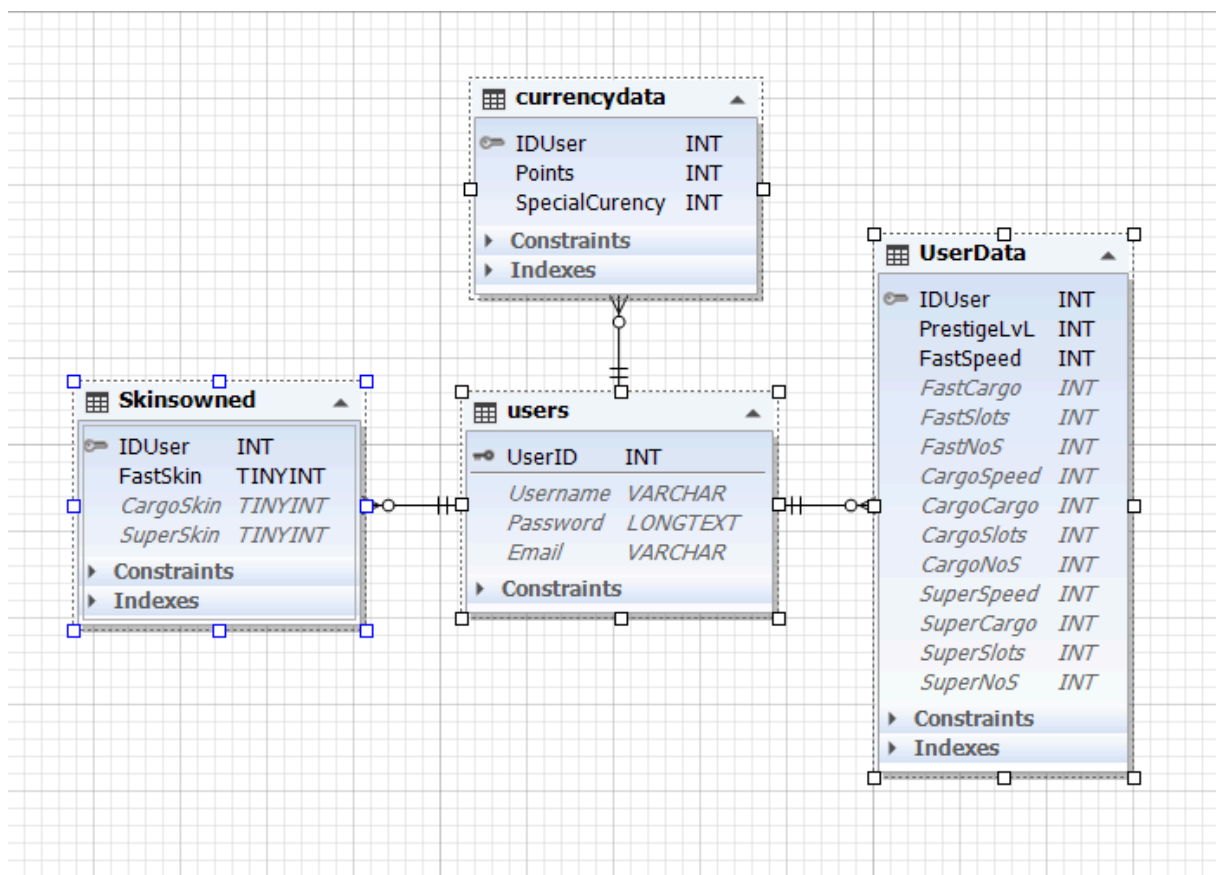 currencydata
IDUser INT
Points INT
SpecialCurency INT
Constraints
Indexes
Skinsowned
IDUser INT
FastSkin TINYINT
CargoSkin TINYINT
SuperSkin TINYINT
Constraints
Indexes
users
UserID INT
Username VARCHAR
Password LONGTEXT
Email VARCHAR
Constraints
UserData
IDUser INT
PrestigeLvL INT
FastSpeed INT
FastCargo INT
FastSlots INT
FastNoS INT
CargoSpeed INT
CargoCargo INT
CargoSlots INT
CargoNoS INT
SuperSpeed INT
SuperCargo INT
SuperSlots INT
SuperNoS INT
Constraints
Indexes